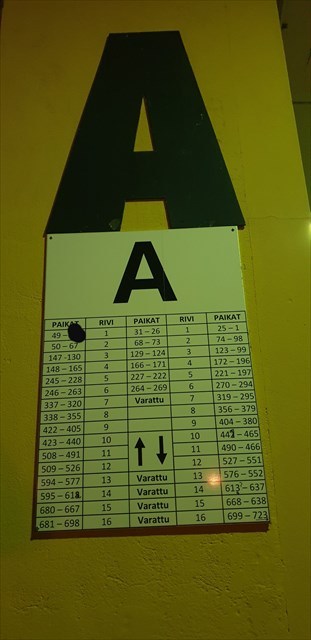 A
A
PAIKAT RIVI PAIKAT RIVI PAIKAT
49 – 1 31 – 26 1 25 – 1
50 – 67 2 68 – 73 2 74 – 98
147 -130 3 129 – 124 3 123 – 99
148 – 165 4 166 – 171 4 172 – 196
245 – 228 5 227 – 222 5 221 – 197
246 – 263 6 264 – 269 6 270 – 294
337 – 320 7 Varattu 7 319 – 295
338 – 355 8 8 356 – 379
422 – 405 9 9 404 – 380
423 – 440 10 10 – 465
508 – 491 11 11 490 – 466
509 – 526 12 12 527 – 551
594 – 577 13 Varattu 13 576 – 552
595 – 14 Varattu 14 613 – 637
680 – 667 15 Varattu 15 668 – 638
681 – 698 16 Varattu 16 699 – 723